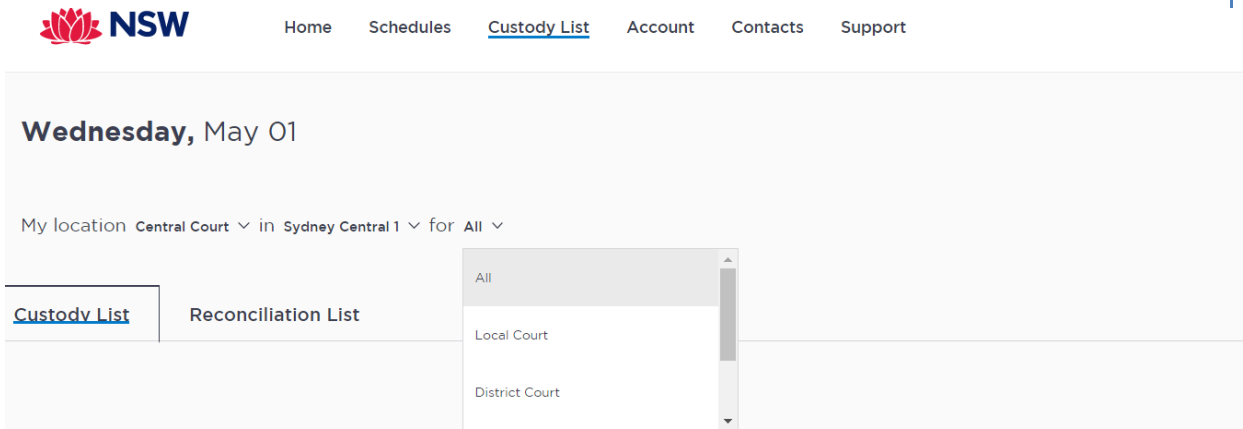 NSW Home Schedules Custody List Account Contacts Support
Wednesday, May 01
My location Central Court in Sydney Central 1 for All
All
Custody List Reconciliation List
Local Court
District Court